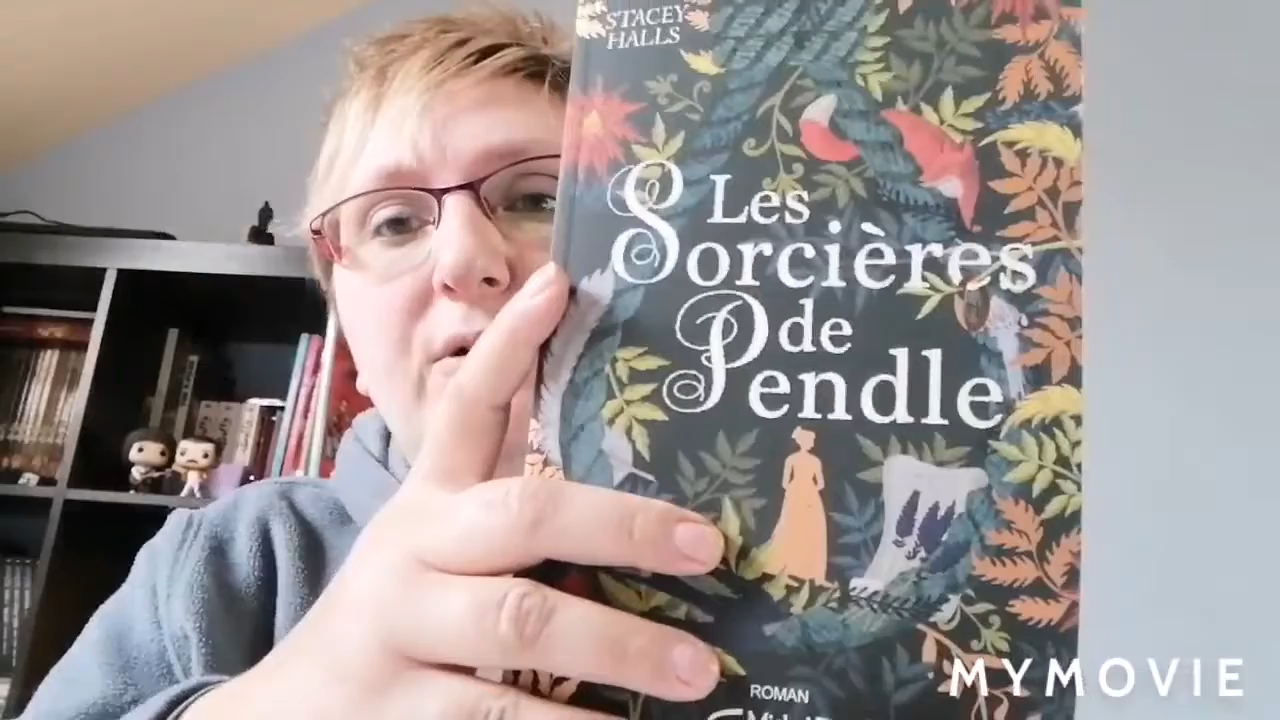 STACEY
HALLS
Les
Sorcières
de
Pendle
ROMAN
MYMOVIE